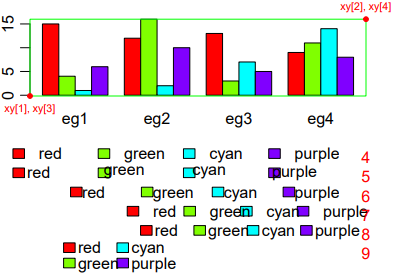 xy[2], xy[4]
15
5
0
xy[1], xy[3]
eg1 eg2 eg3 eg4
red green cyan purple 4
red green cyan purple 5
red green cyan purple 6
red green cyan purple 7
red green cyan purple 8
red cyan 9
green purple